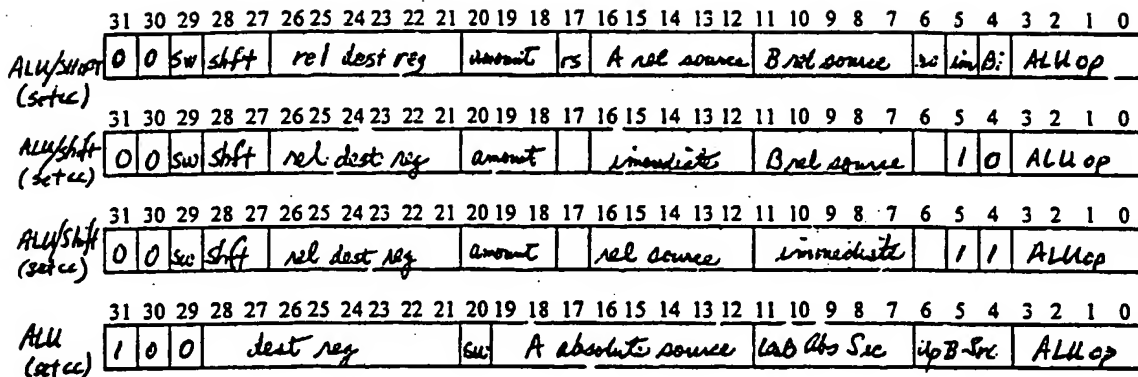 31 30 29 28 27 26 25 24 23 22 21 20 19 18 17 16 15 14 13 12 11 10 9 8 7 6 5 4 3 2 1 0
ALU/Shift 0 0 sw shft rel dest reg amount rs A rel source B rel source im Bi ALU op
(setcc)
31 30 29 28 27 26 25 24 23 22 21 20 19 18 17 16 15 14 13 12 11 10 9 8 7 6 5 4 3 2 1 0
ALU/shft 0 0 sw shft rel dest reg amount immediate B rel source 1 0 ALU op
(setcc)
31 30 29 28 27 26 25 24 23 22 21 20 19 18 17 16 15 14 13 12 11 10 9 8 7 6 5 4 3 2 1 0
ALU/Shft 0 0 sw shft rel dest reg amount rel source immediate 1 1 ALU op
(setcc)
31 30 29 28 27 26 25 24 23 22 21 20 19 18 17 16 15 14 13 12 11 10 9 8 7 6 5 4 3 2 1 0
ALU 1 0 0 dest reg sw A absolute source B Abs Src B Src ALU op
(setcc)